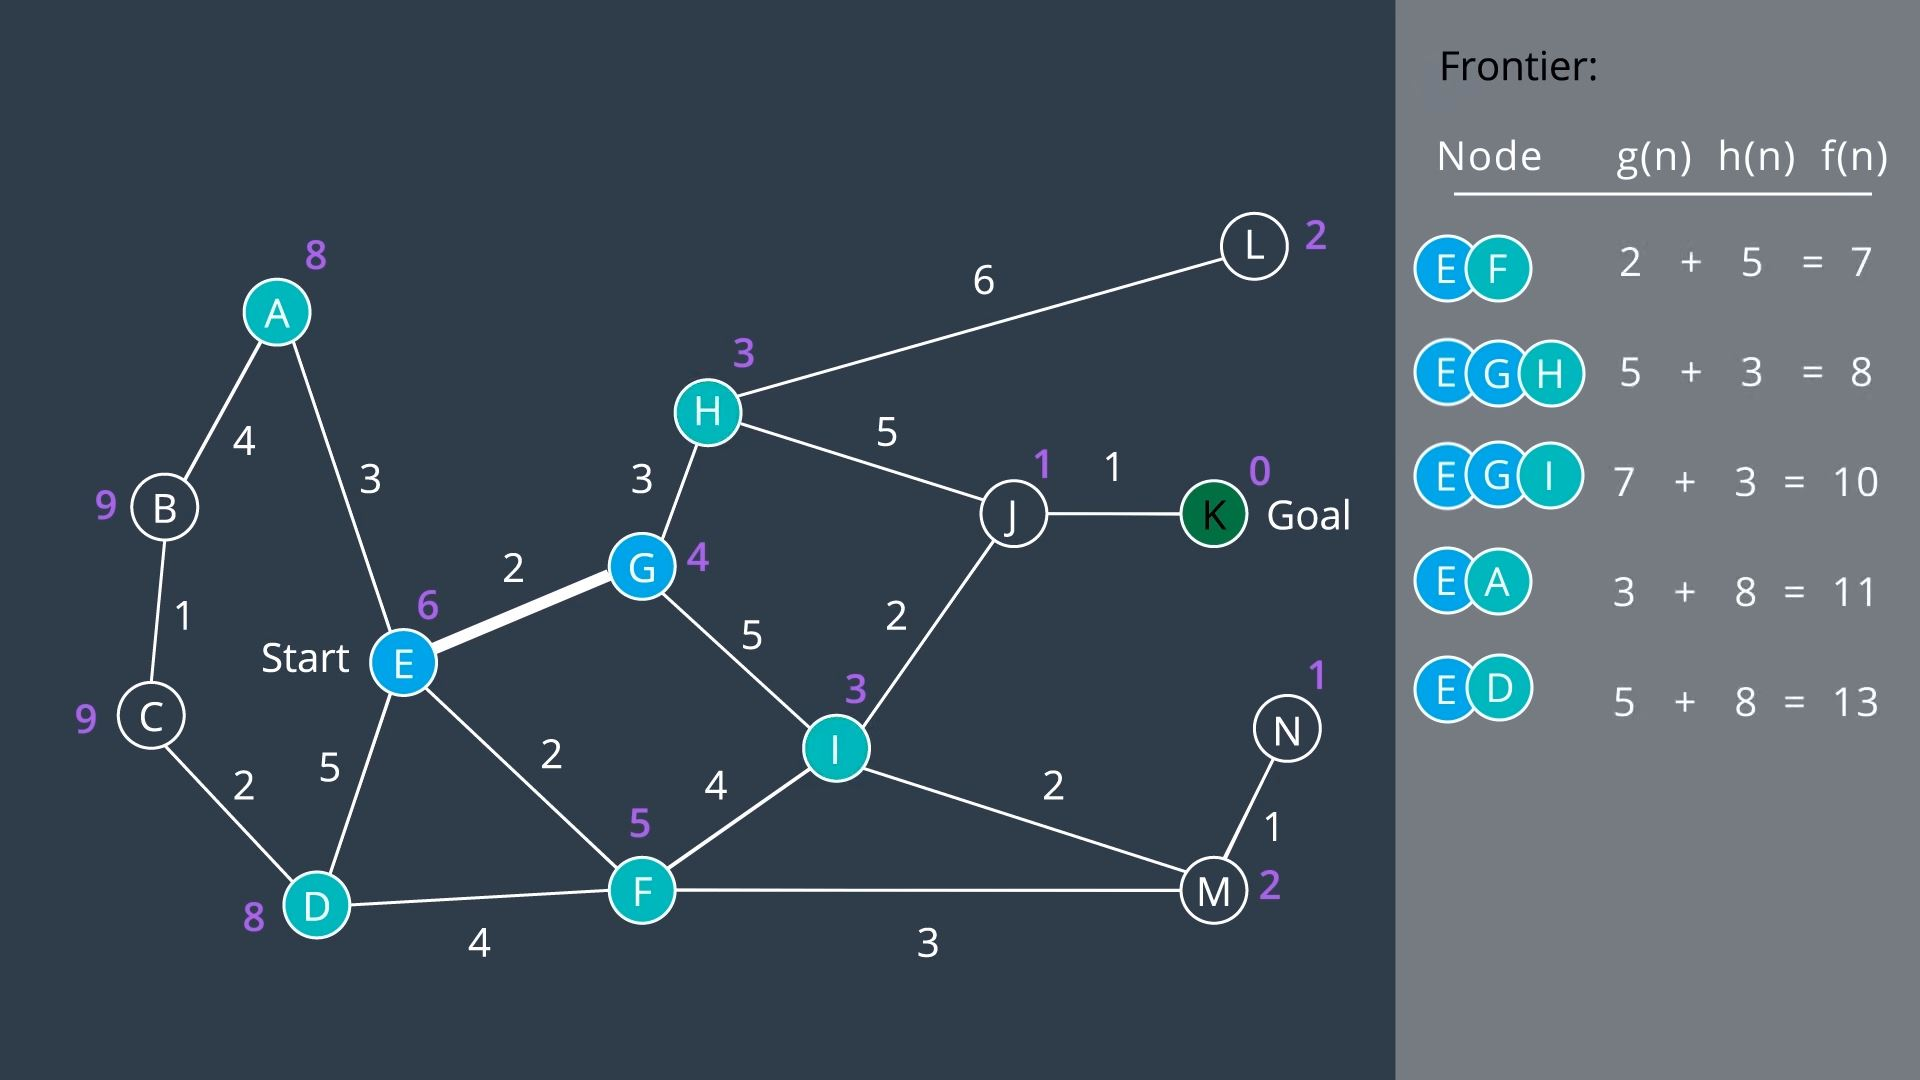 Frontier:
Node g(n) h(n) f(n)
E F 2 + 5 = 7
E G H 5 + 3 = 8
E G I 7 + 3 = 10
E A 3 + 8 = 11
E D 5 + 8 = 13
L 2
8
6
A
3
H
5
4
1
1
0
3
3
9 B
J
K Goal
2
G 4
6
1
5
2
Start E
3
1
9 C
I
N
2
5
4
2
5
1
M 2
F
8 D
4
3